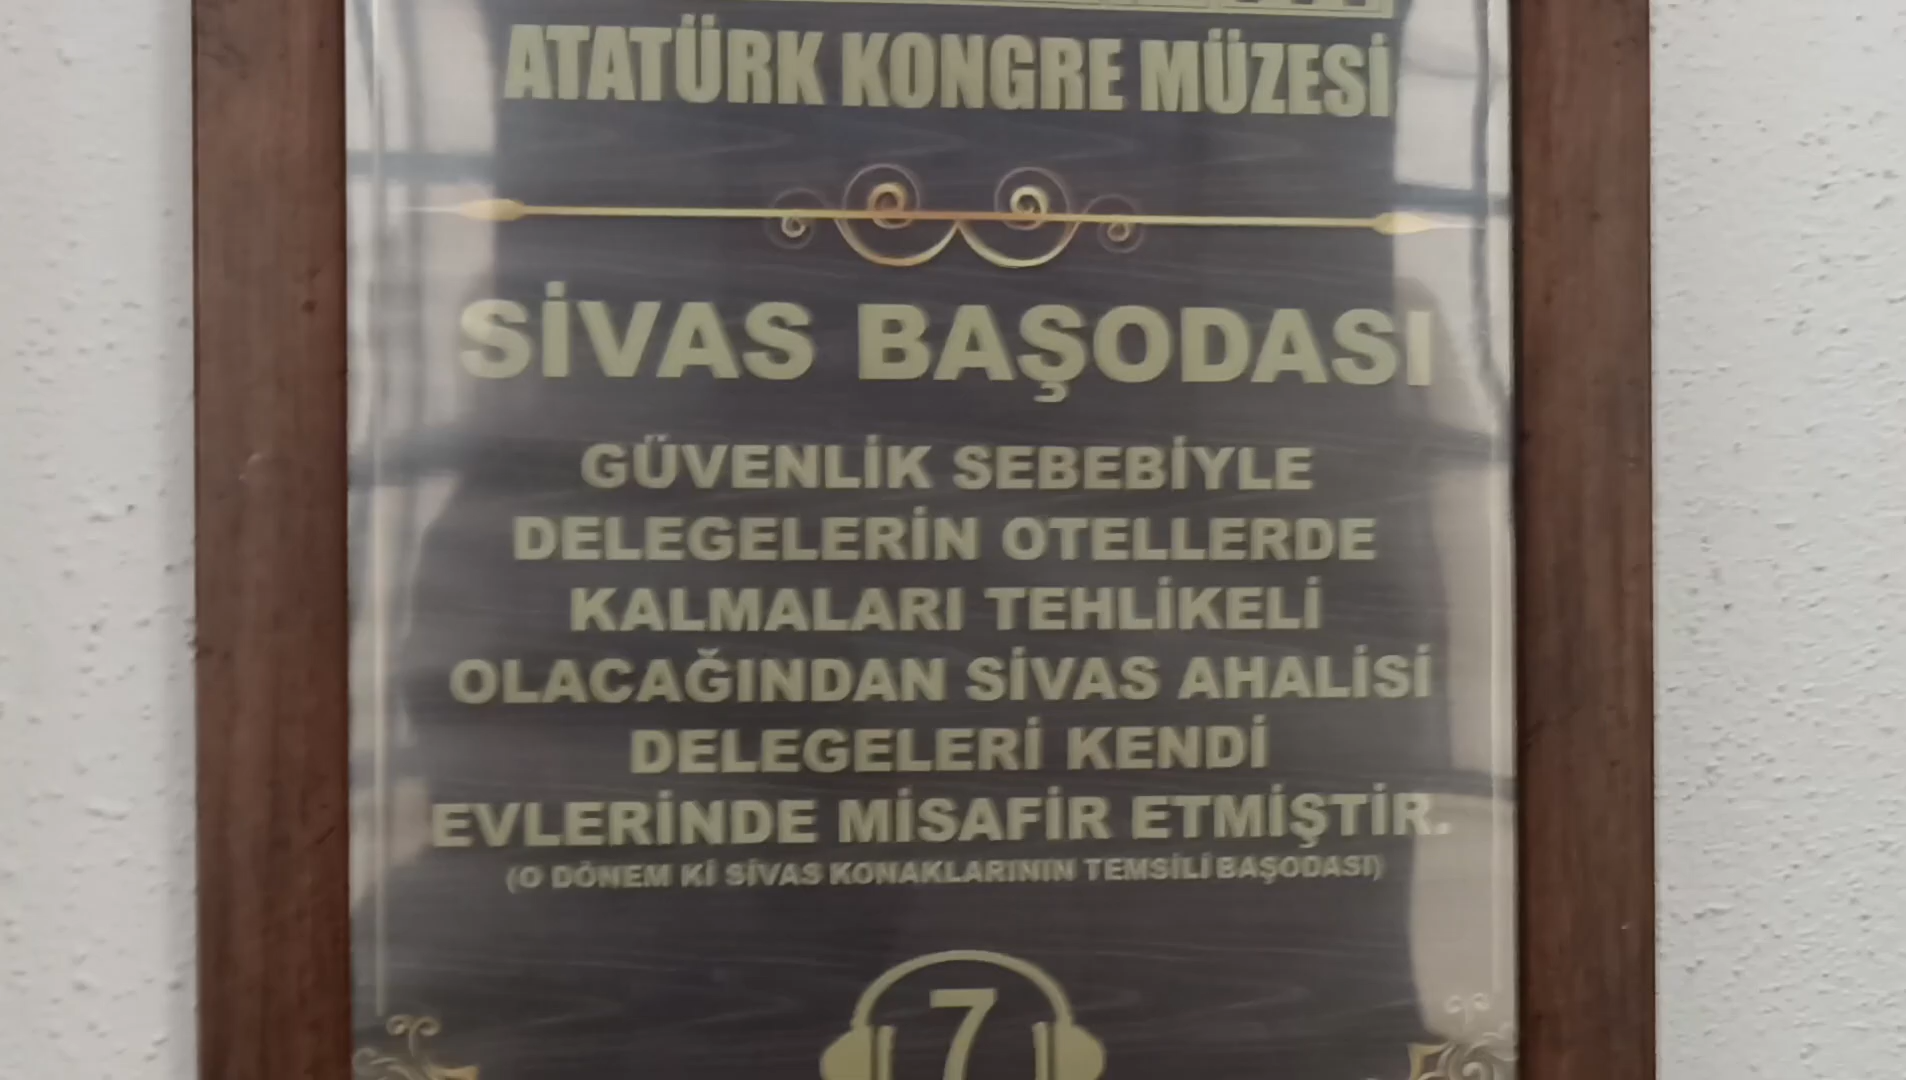 ATATÜRK KONGRE MÜZESİ
SİVAS BAŞODASI
GÜVENLİK SEBEBİYLE
DELEGELERİN OTELLERDE
KALMALARI TEHLİKELİ
OLACAĞINDAN SİVAS AHALİSİ
DELEGELERİ KENDİ
EVLERİNDE MİSAFİR ETMİŞTİR.
(O DÖNEM Kİ SİVAS KONAKLARININ TEMSİLİ BAŞODASI)
7